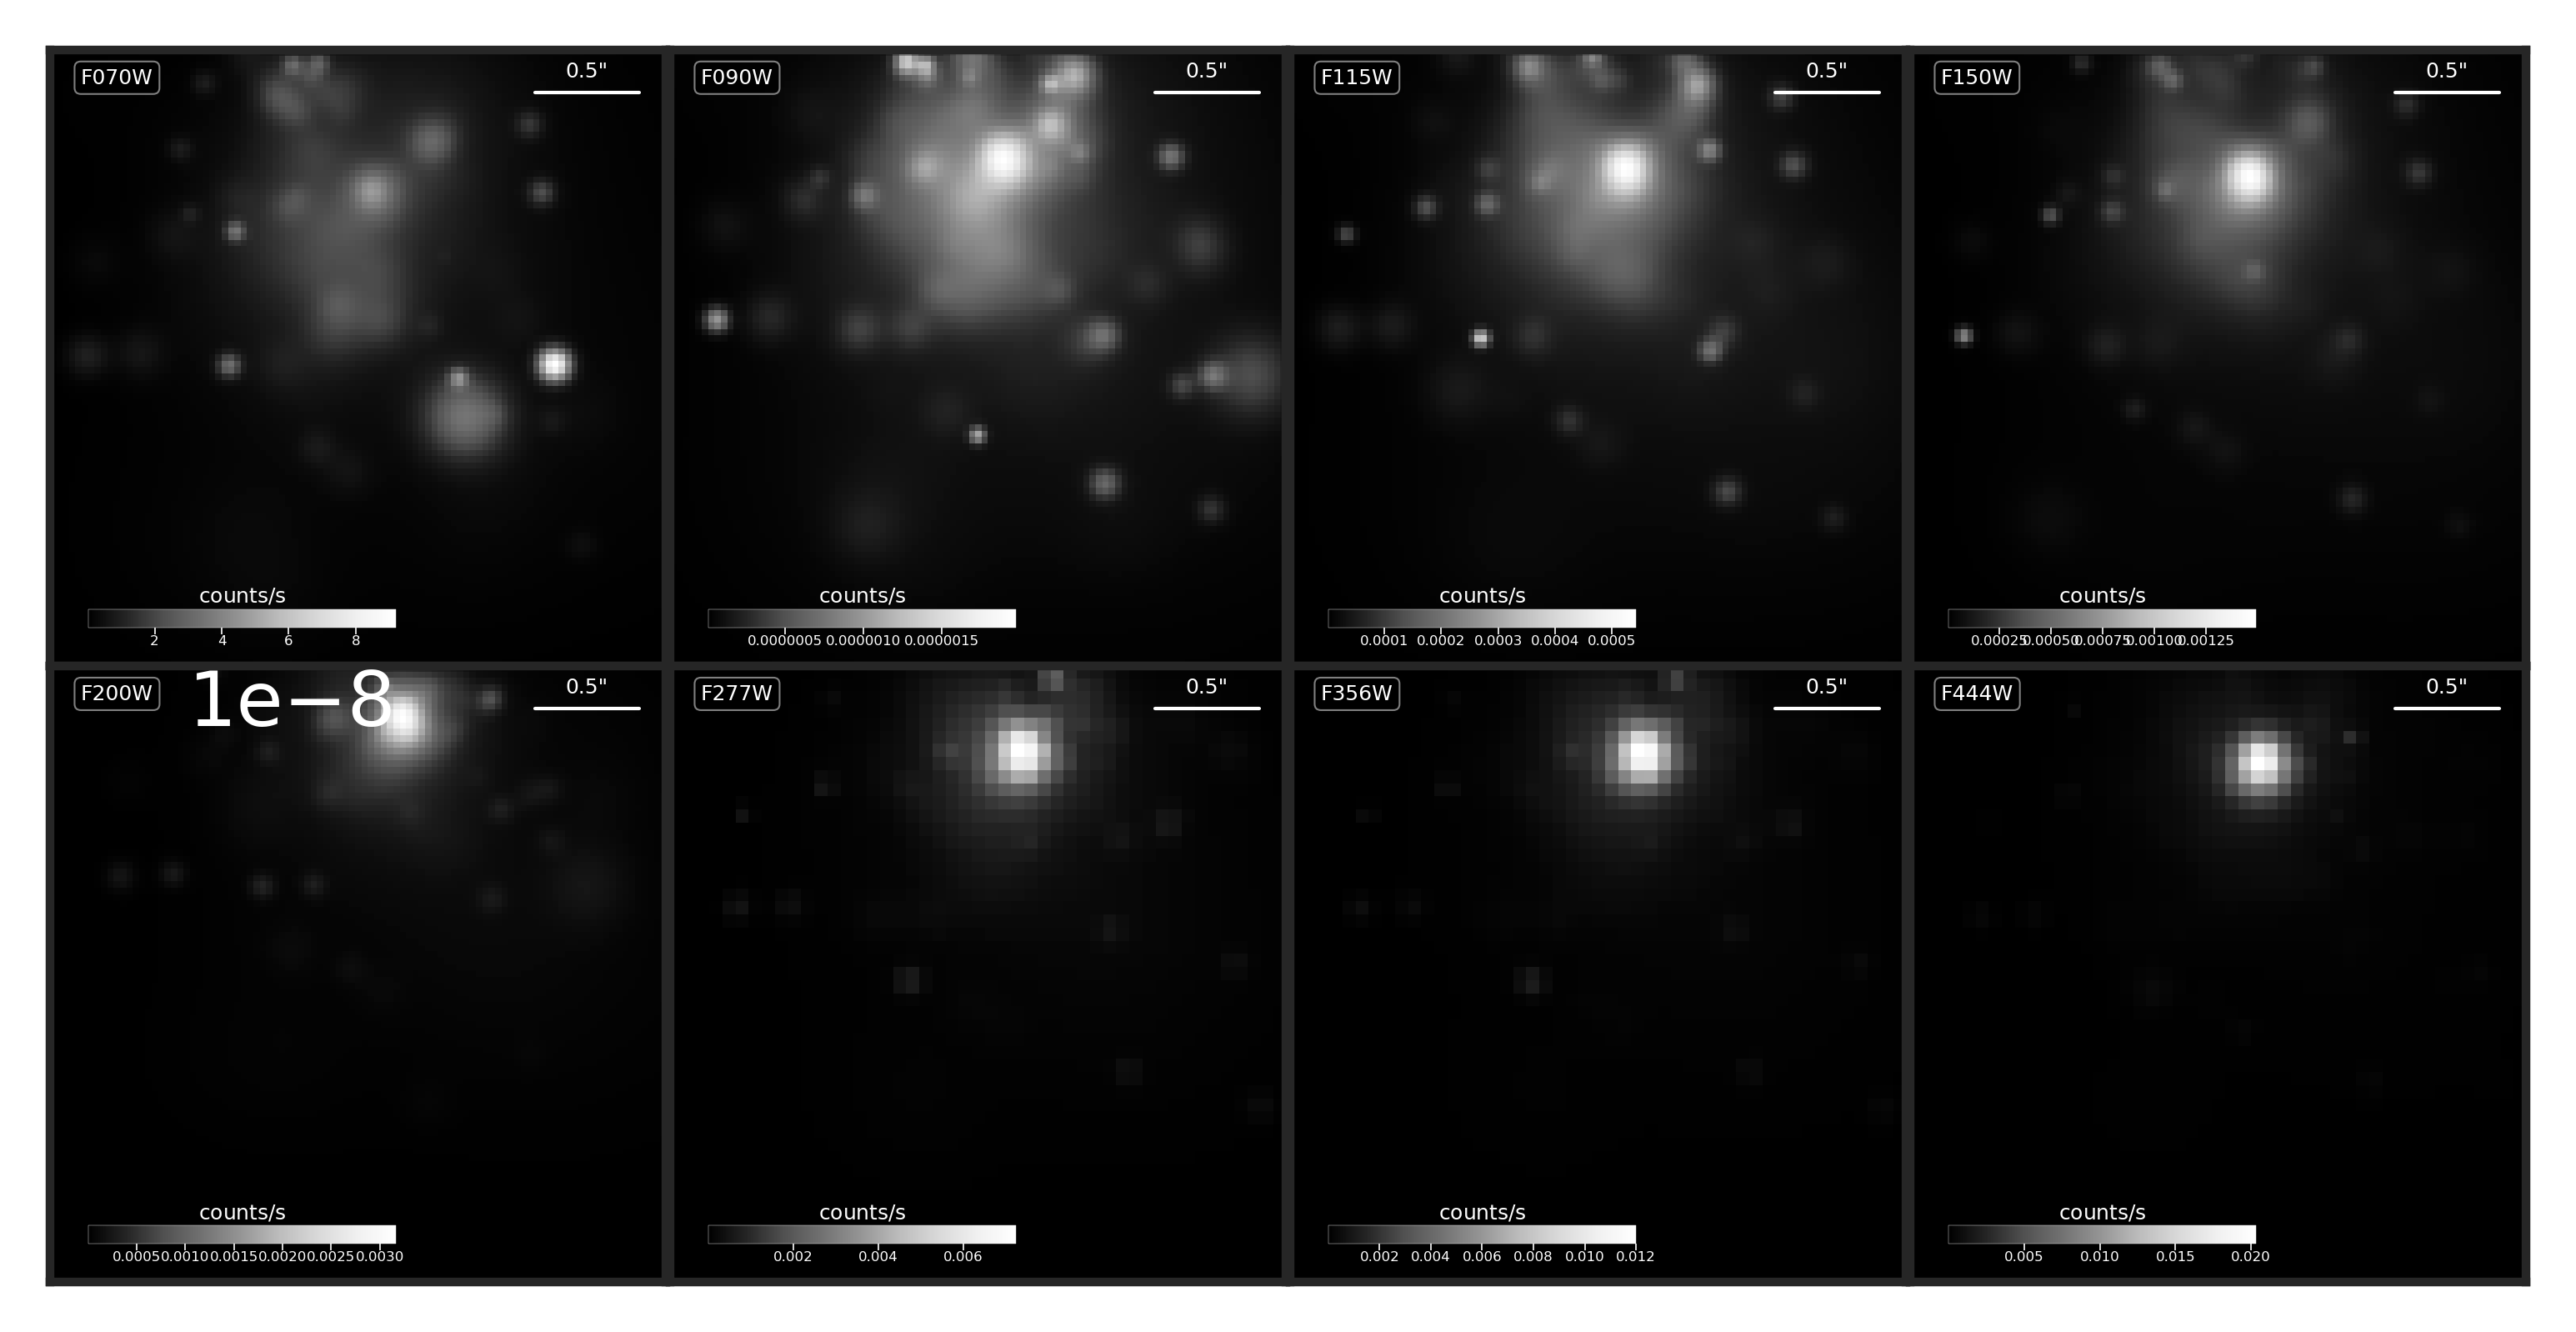 F070W 0.5"
counts/s
2 4 6 8
F090W 0.5"
counts/s
0.0000005 0.0000010 0.0000015
F115W 0.5"
counts/s
0.0001 0.0002 0.0003 0.0004 0.0005
F150W 0.5"
counts/s
0.00025 0.00050 0.00075 0.00100 0.00125
F200W 1e−8 0.5"
counts/s
0.0005 0.0010 0.0015 0.0020 0.0025 0.0030
F277W 0.5"
counts/s
0.002 0.004 0.006
F356W 0.5"
counts/s
0.002 0.004 0.006 0.008 0.010 0.012
F444W 0.5"
counts/s
0.005 0.010 0.015 0.020